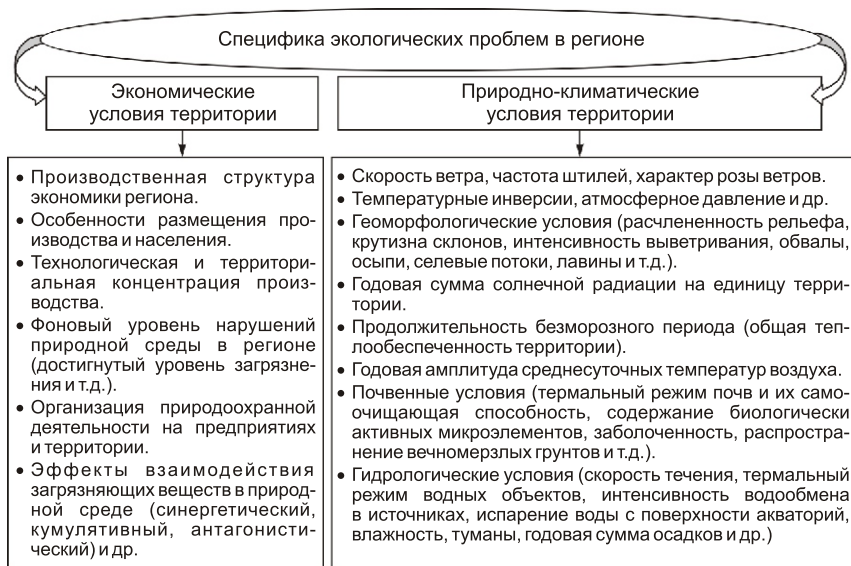 Специфика экологических проблем в регионе
Экономические
условия территории
Природно-климатические
условия территории
• Производственная структура
экономики региона.
• Особенности размещения про-
изводства и населения.
• Технологическая и территори-
альная концентрация произ-
водства.
• Фоновый уровень нарушений
природной среды в регионе
(достигнутый уровень загрязне-
ния и т.д.).
• Организация природоохранной
деятельности на предприятиях
и территории.
• Эффекты взаимодействия
загрязняющих веществ в природ-
ной среде (синергетический,
кумулятивный, антагонисти-
ческий) и др.
• Скорость ветра, частота штилей, характер розы ветров.
• Температурные инверсии, атмосферное давление и др.
• Геоморфологические условия (расчлененность рельефа,
крутизна склонов, интенсивность выветривания, обвалы,
осыпи, селевые потоки, лавины и т.д.).
• Годовая сумма солнечной радиации на единицу терри-
тории.
• Продолжительность безморозного периода (общая теп-
лообеспеченность территории).
• Годовая амплитуда среднесуточных температур воздуха.
• Почвенные условия (термальный режим почв и их само-
очищающая способность, содержание биологически
активных микроэлементов, заболоченность, распростра-
нение вечномерзлых грунтов и т.д.).
• Гидрологические условия (скорость течения, термальный
режим водных объектов, интенсивность водообмена
в источниках, испарение воды с поверхности акваторий,
влажность, туманы, годовая сумма осадков и др.)